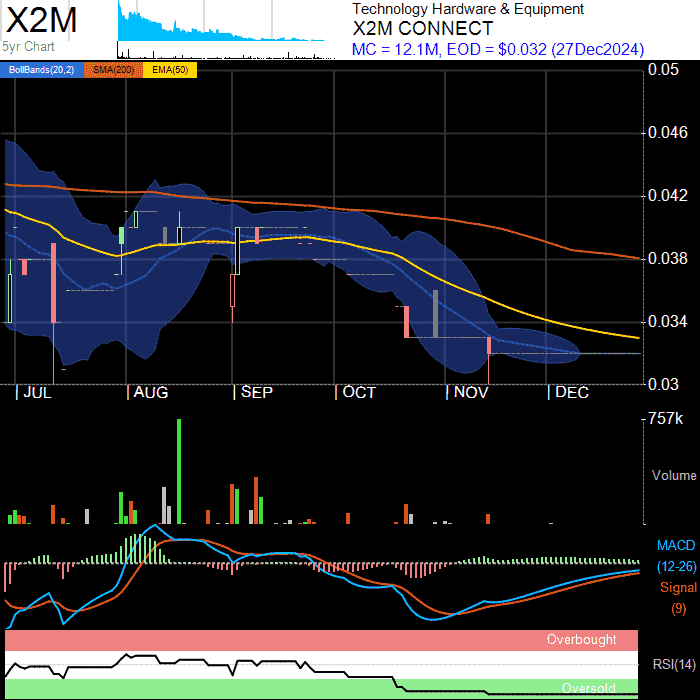 X2M
5yr Chart
Technology Hardware & Equipment
X2M CONNECT
MC = 12.1M, EOD = $0.032 (27Dec2024)
BollBands(20,2) SMA(200) EMA(50)
0.05
0.046
0.042
0.038
0.034
0.03
JUL AUG SEP OCT NOV DEC
757k
Volume
MACD
(12-26)
Signal
(9)
Overbought
RSI(14)
Oversold